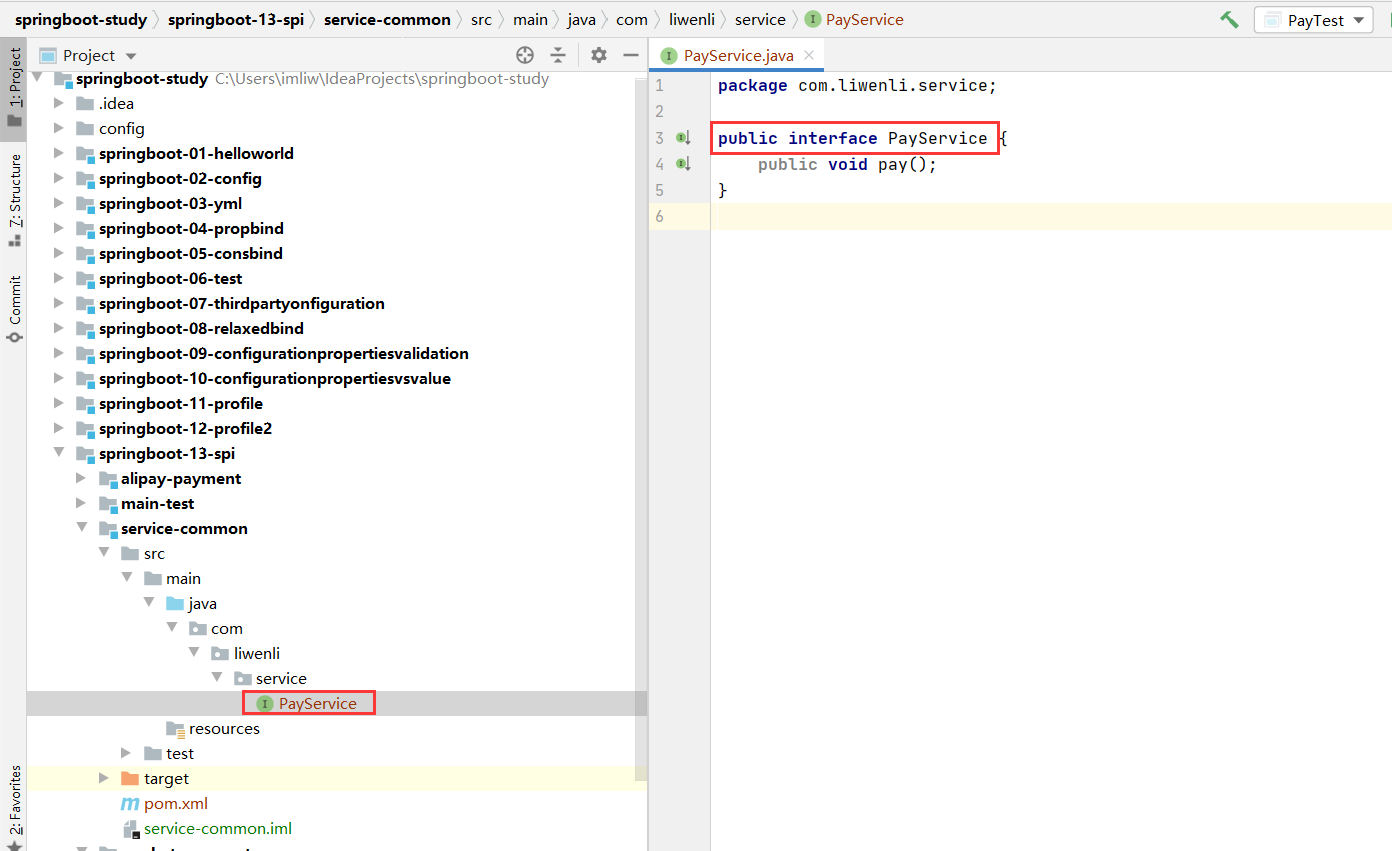 springboot-study springboot-13-spi service-common src main java com liwenli service PayService PayTest
1: Project
7: Structure
Commit
2: Favorites
Project
springboot-study C:\Users\imliw\IdeaProjects\springboot-study
.idea
config
springboot-01-helloworld
springboot-02-config
springboot-03-yml
springboot-04-propbind
springboot-05-consbind
springboot-06-test
springboot-07-thirdpartyonfiguration
springboot-08-relaxedbind
springboot-09-configurationpropertiesvalidation
springboot-10-configurationpropertiesvsvalue
springboot-11-profile
springboot-12-profile2
springboot-13-spi
alipay-payment
main-test
service-common
src
main
java
com
liwenli
service
PayService
resources
test
target
pom.xml
service-common.iml
PayService.java
1 package com.liwenli.service;
2
3 public interface PayService {
4 public void pay();
5 }
6